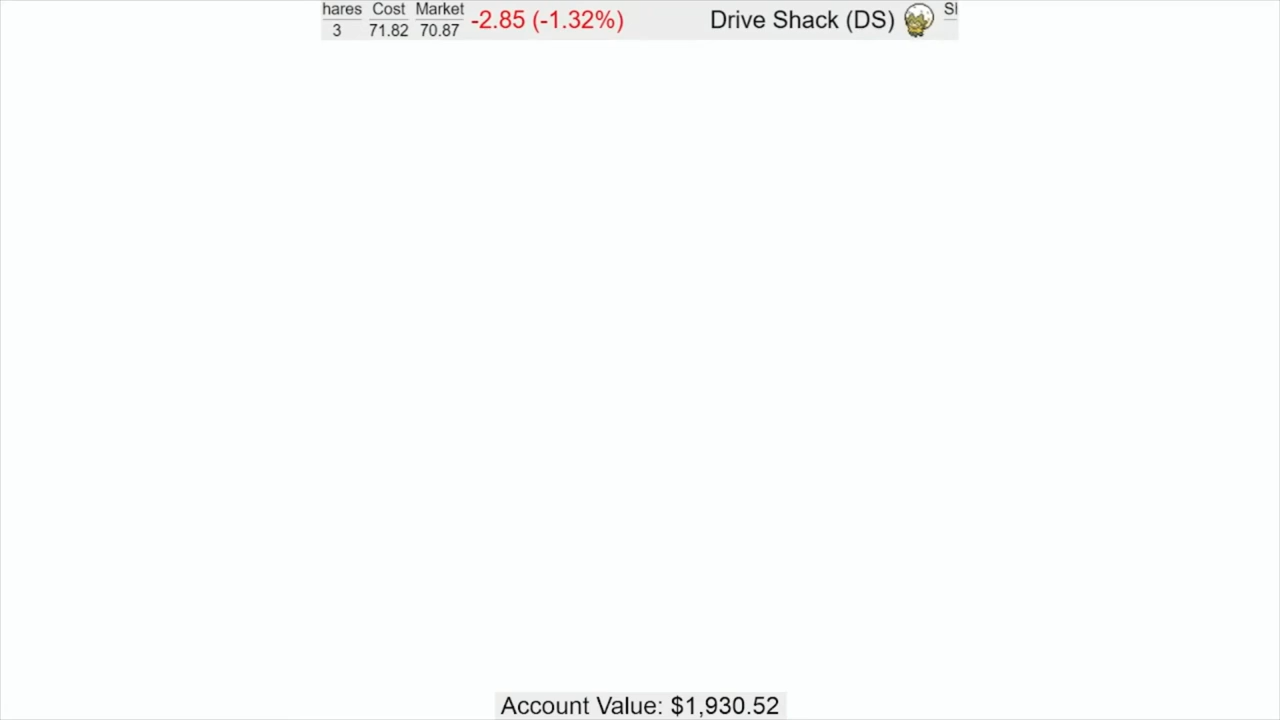 hares Cost Market
3 71.82 70.87
-2.85 (-1.32%)
Drive Shack (DS)
Account Value: $1,930.52